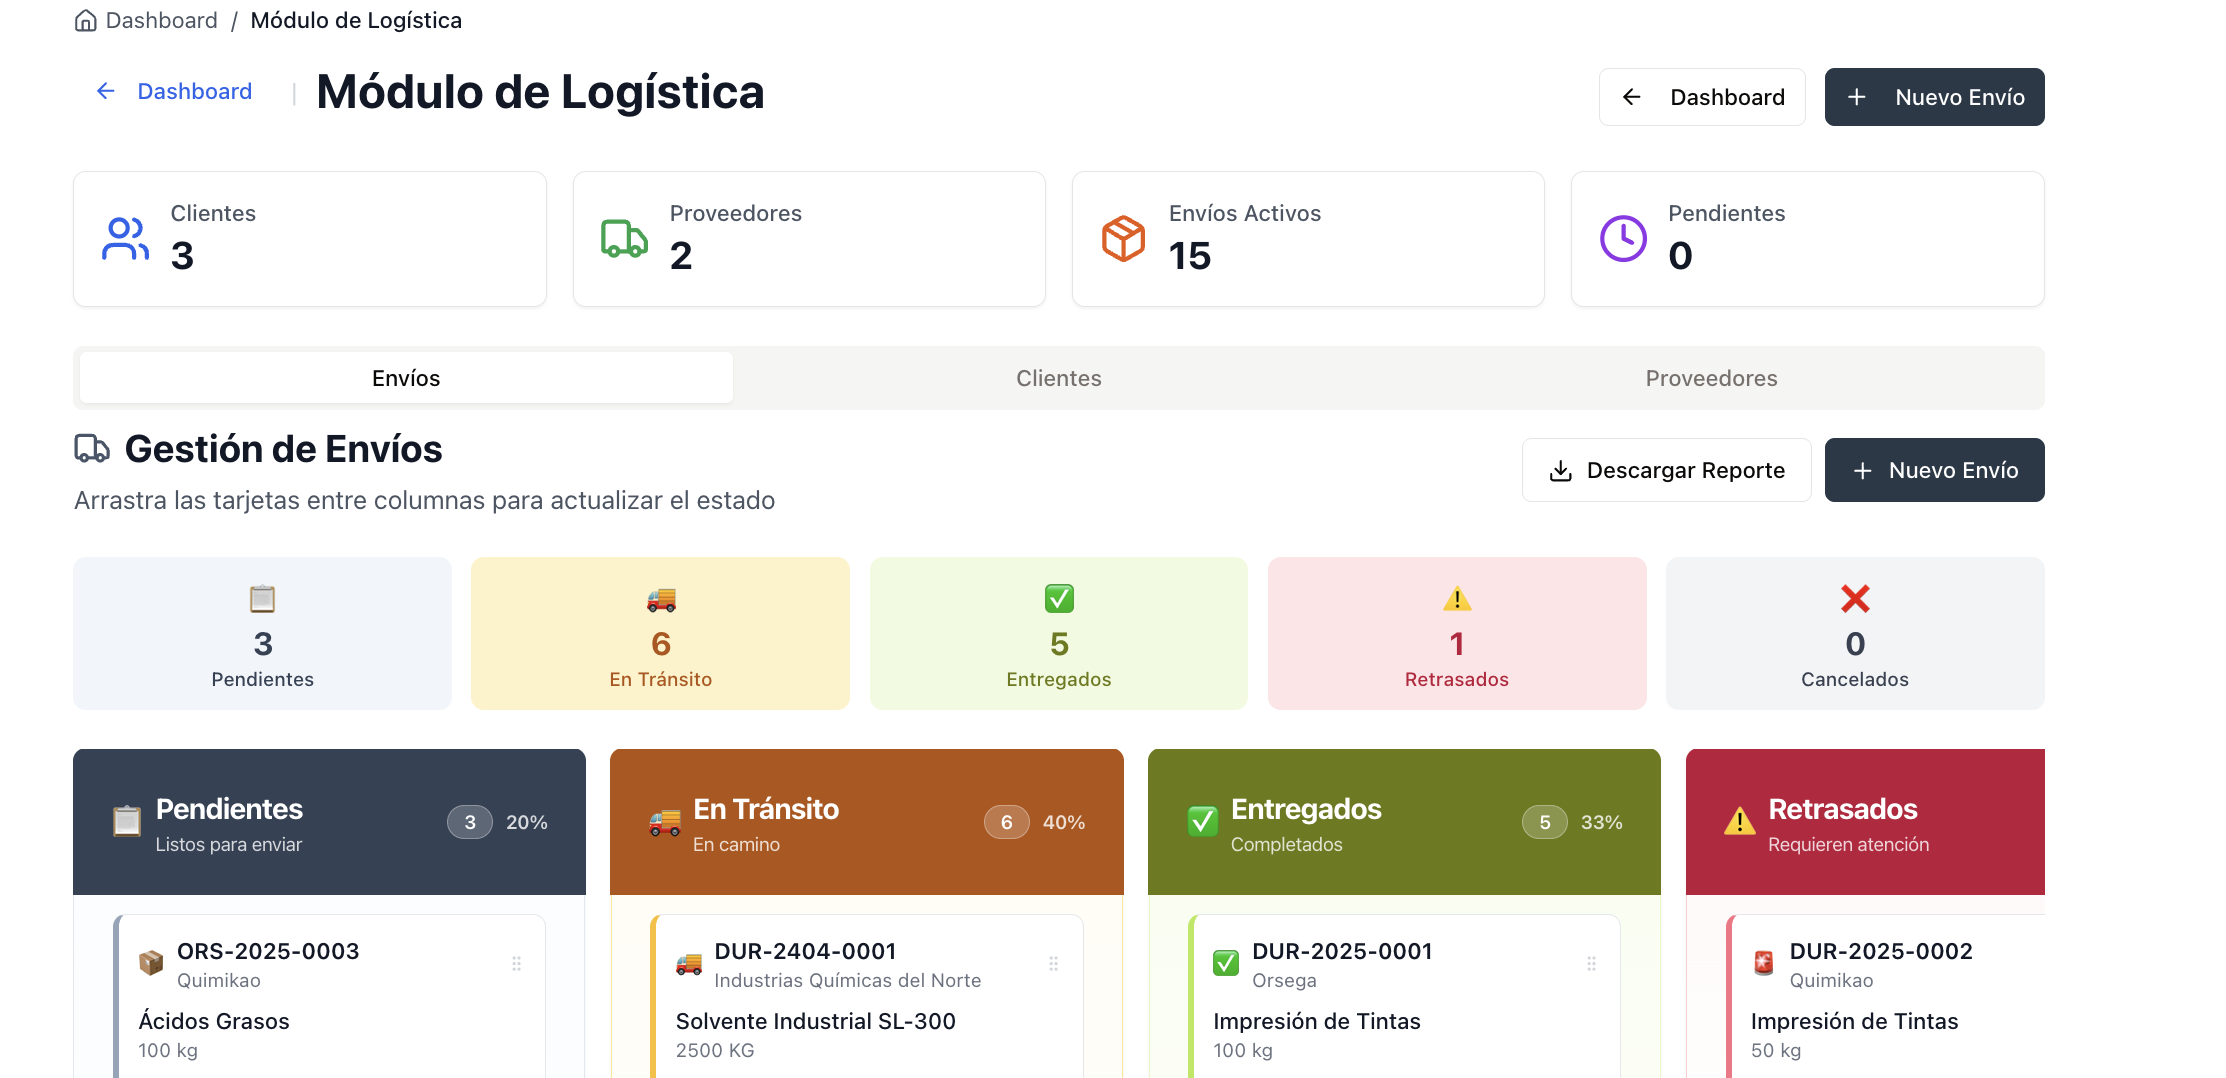 Dashboard / Módulo de Logística
← Dashboard | Módulo de Logística
← Dashboard
+ Nuevo Envío
Clientes
3
Proveedores
2
Envíos Activos
15
Pendientes
0
Envíos
Clientes
Proveedores
Gestión de Envíos
Arrastra las tarjetas entre columnas para actualizar el estado
Descargar Reporte
+ Nuevo Envío
3
Pendientes
6
En Tránsito
5
Entregados
1
Retrasados
0
Cancelados
Pendientes
Listos para enviar
3 20%
En Tránsito
En camino
6 40%
Entregados
Completados
5 33%
Retrasados
Requieren atención
ORS-2025-0003
Quimikao
Ácidos Grasos
100 kg
DUR-2404-0001
Industrias Químicas del Norte
Solvente Industrial SL-300
2500 KG
DUR-2025-0001
Orsega
Impresión de Tintas
100 kg
DUR-2025-0002
Quimikao
Impresión de Tintas
50 kg